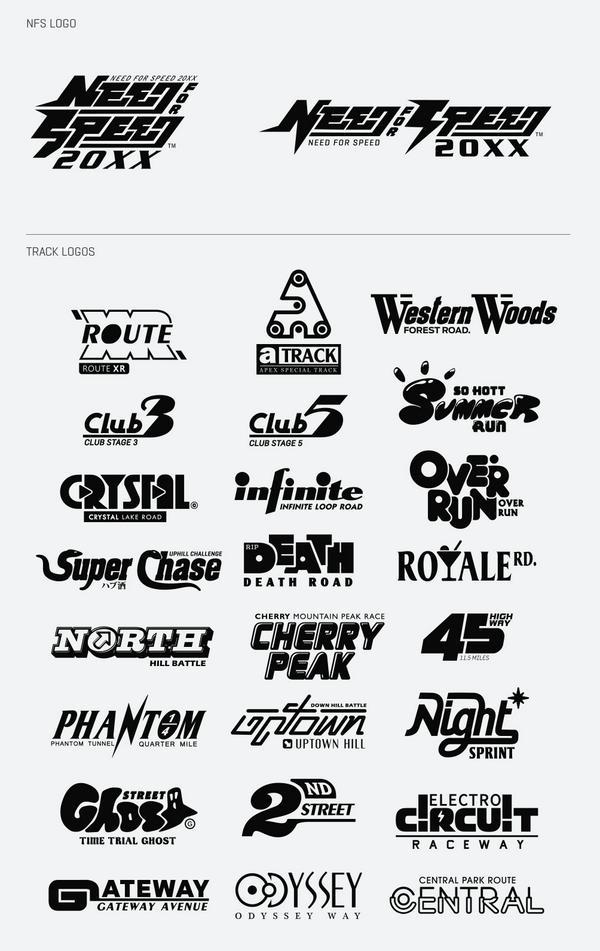 NFS LOGO
NEED FOR SPEED 20XX
NEED FOR
SPEED
20XX
TM
NEED FOR SPEED
NEED FOR SPEED
20XX
TM
TRACK LOGOS
ROUTE
ROUTE XR
a TRACK
APEX SPECIAL TRACK
Western Woods
FOREST ROAD.
Club 3
CLUB STAGE 3
Club 5
CLUB STAGE 5
SO HOTT
SUMMER
RUN
CRYSTAL
CRYSTAL LAKE ROAD
infinite
INFINITE LOOP ROAD
OVER
RUN
OVER
RUN
UPHILL CHALLENGE
Super Chase
ハブ酒
RIP
DEATH
DEATH ROAD
ROYALE RD.
NORTH
HILL BATTLE
CHERRY MOUNTAIN PEAK RACE
CHERRY
PEAK
45 HIGH
WAY
11.5 MILES
PHANTOM 1/4
PHANTOM TUNNEL QUARTER MILE
DOWN HILL BATTLE
uptown
UPTOWN HILL
Night
SPRINT
STREET
Ghost
G
TIME TRIAL GHOST
2ND
STREET
ELECTRO
C!RCU!T
RACEWAY
GATEWAY
GATEWAY AVENUE
ODYSSEY
ODYSSEY WAY
CENTRAL PARK ROUTE
CENTRAL